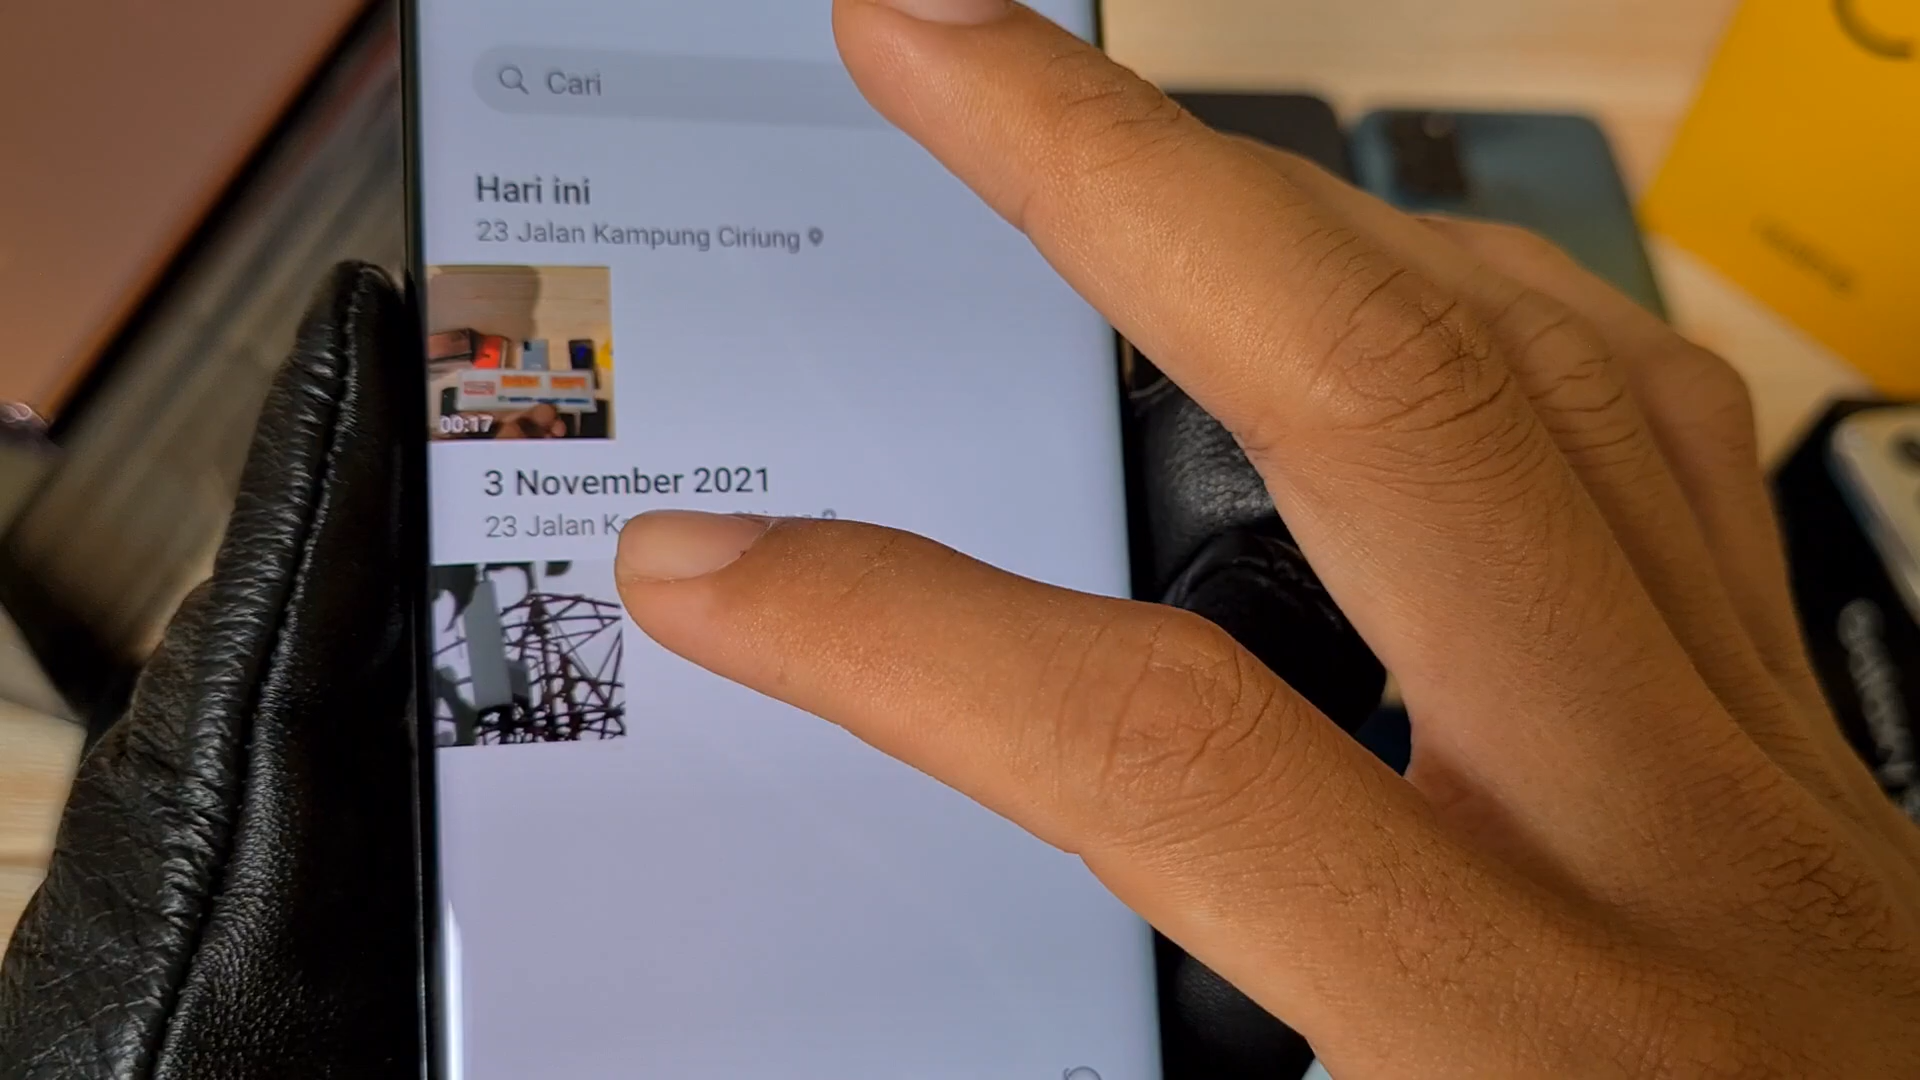 Cari
Hari ini
23 Jalan Kampung Ciriung
00:17
3 November 2021
23 Jalan